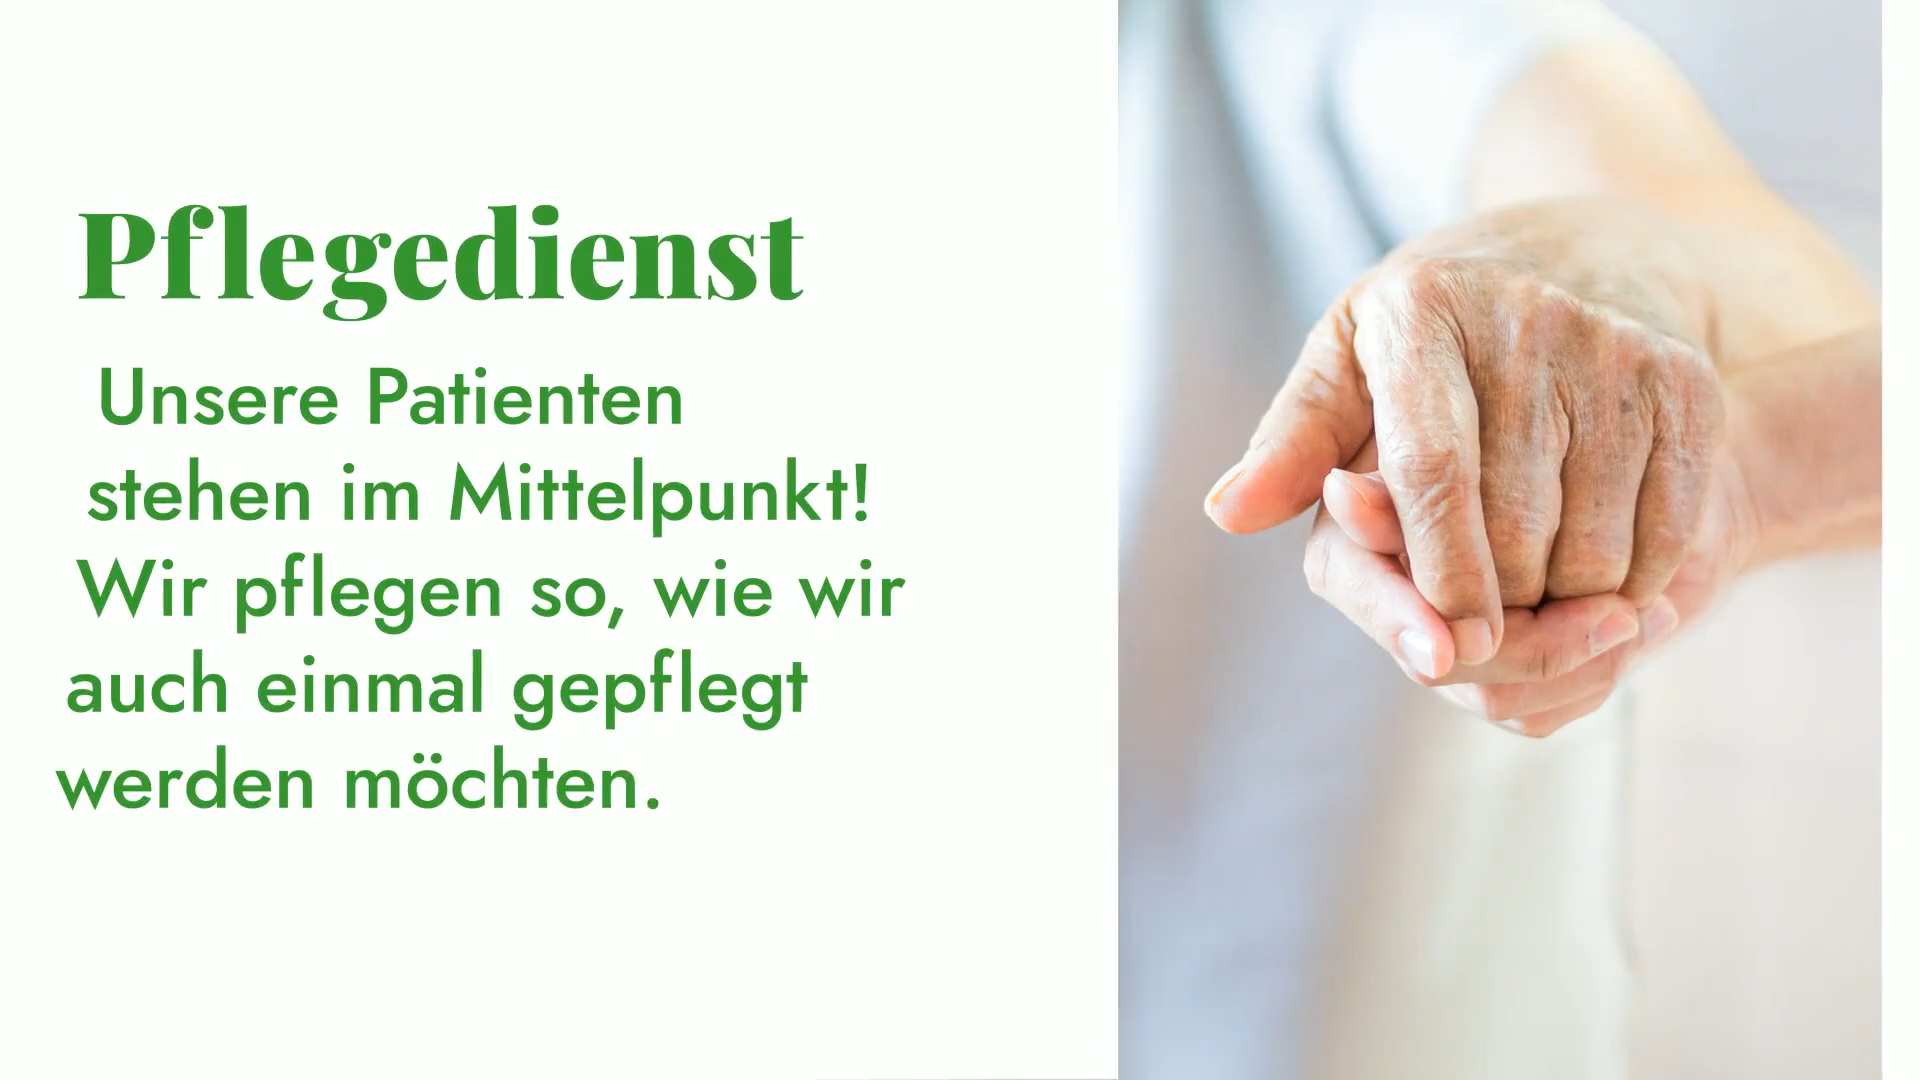 Pflegedienst
Unsere Patienten
stehen im Mittelpunkt!
Wir pflegen so, wie wir
auch einmal gepflegt
werden möchten.